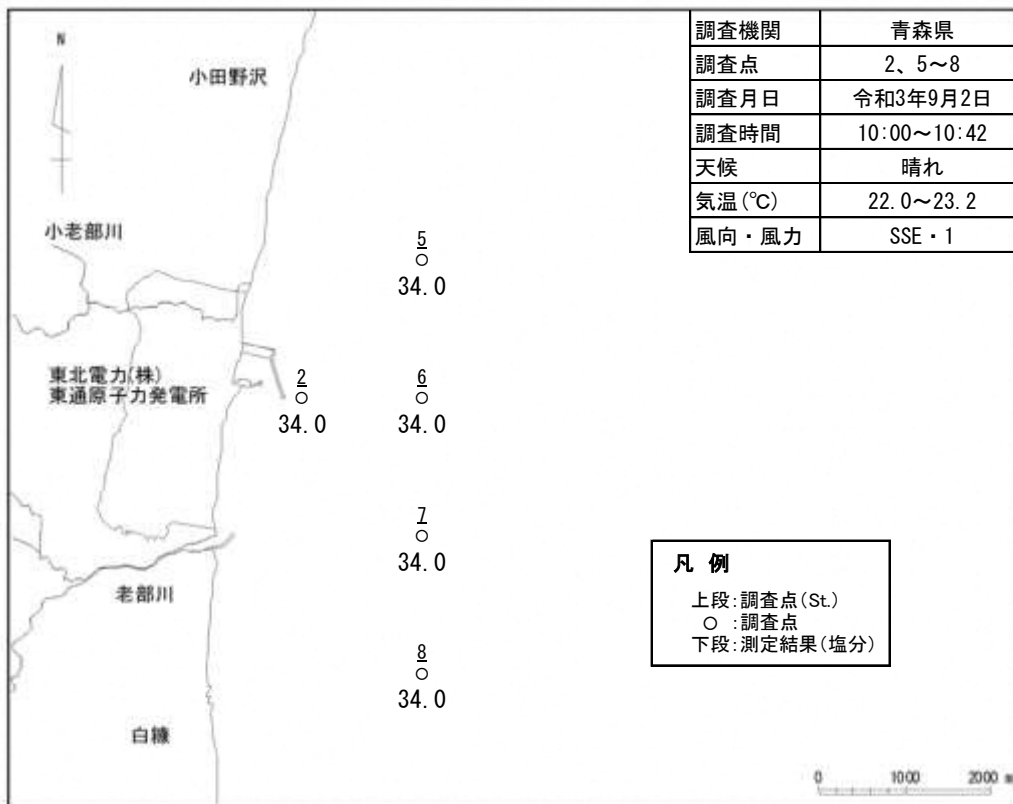 N
小田野沢
調査機関 青森県
調査点 2、5～8
調査月日 令和3年9月2日
調査時間 10:00～10:42
天候 晴れ
気温(℃) 22.0～23.2
風向・風力 SSE・1
小老部川
5
○
34.0
東北電力(株)
東通原子力発電所
2
○
34.0
6
○
34.0
7
○
34.0
老部川
凡 例
上段:調査点(St.)
○ :調査点
下段:測定結果(塩分)
8
○
34.0
白糠
0 1000 2000 m